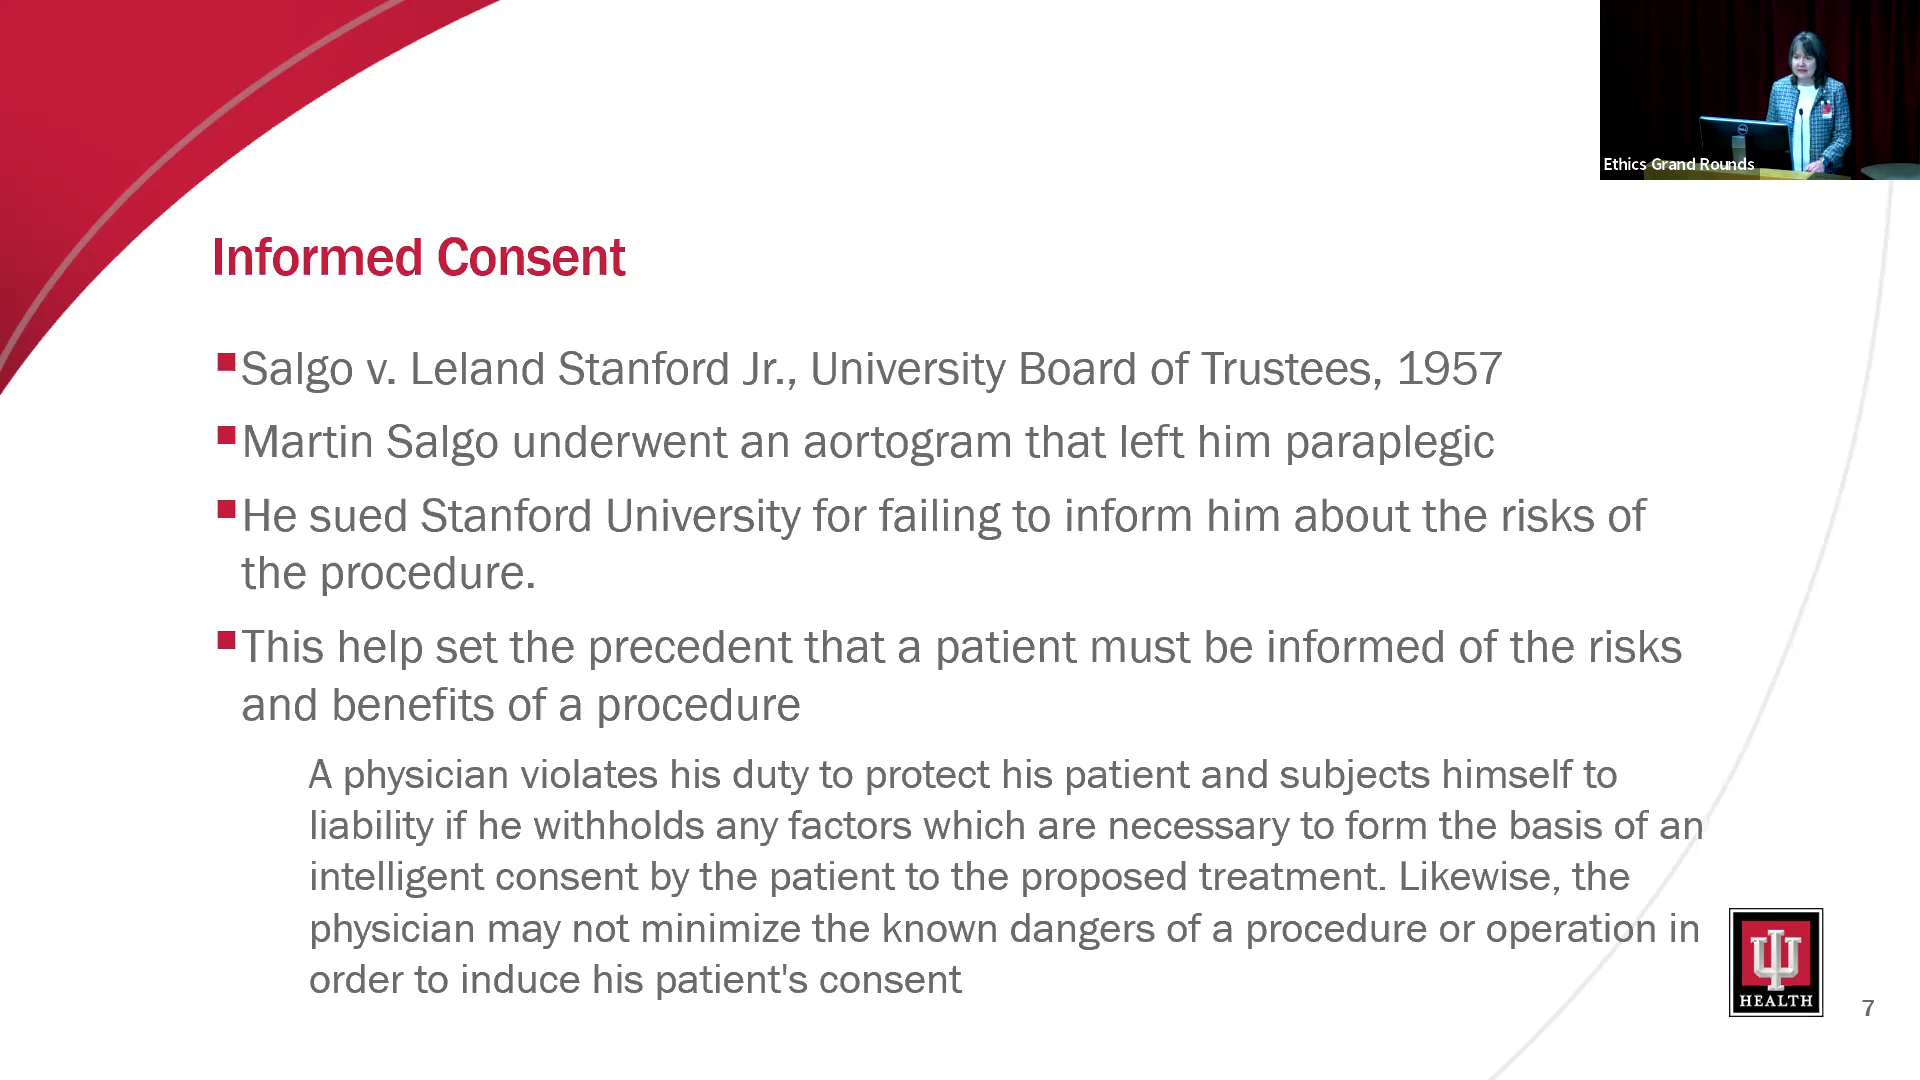 Ethics Grand Rounds
Informed Consent
Salgo v. Leland Stanford Jr., University Board of Trustees, 1957
Martin Salgo underwent an aortogram that left him paraplegic
He sued Stanford University for failing to inform him about the risks of
the procedure.
This help set the precedent that a patient must be informed of the risks
and benefits of a procedure
A physician violates his duty to protect his patient and subjects himself to
liability if he withholds any factors which are necessary to form the basis of an
intelligent consent by the patient to the proposed treatment. Likewise, the
physician may not minimize the known dangers of a procedure or operation in
order to induce his patient's consent
HEALTH
7